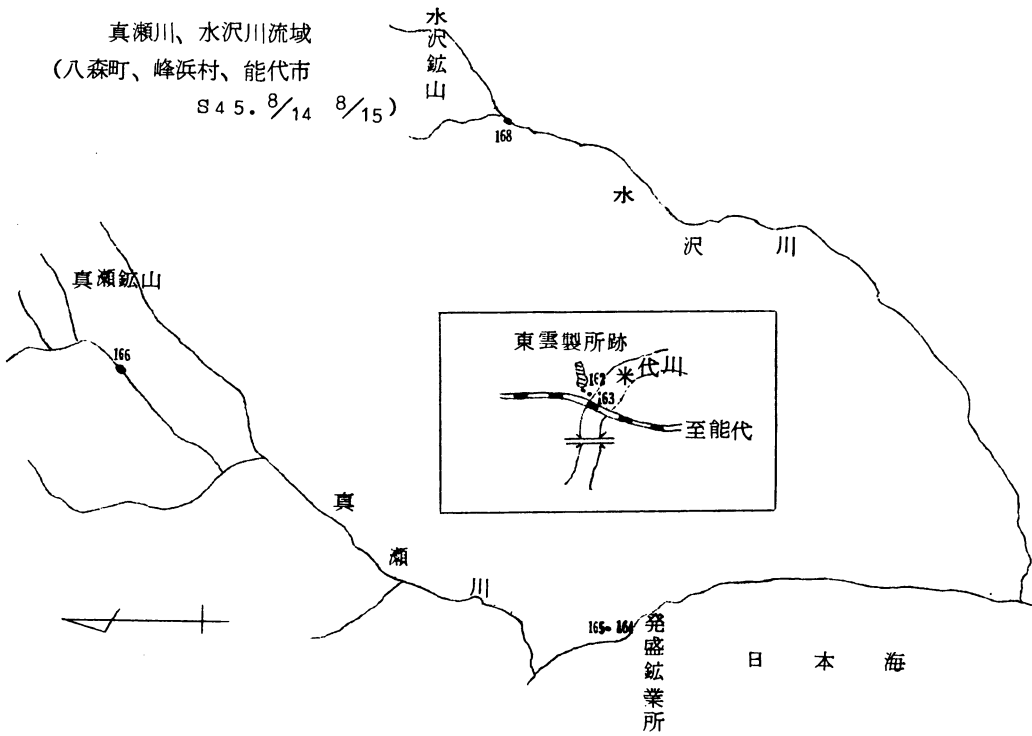 真瀬川、水沢川流域
(八森町、峰浜村、能代市
S45. 8/14 8/15)
水沢鉱山
168
水沢川
真瀬鉱山
166
東雲製所跡
162
163
米代川
至能代
真瀬川
165
164
発盛鉱業所
日本海